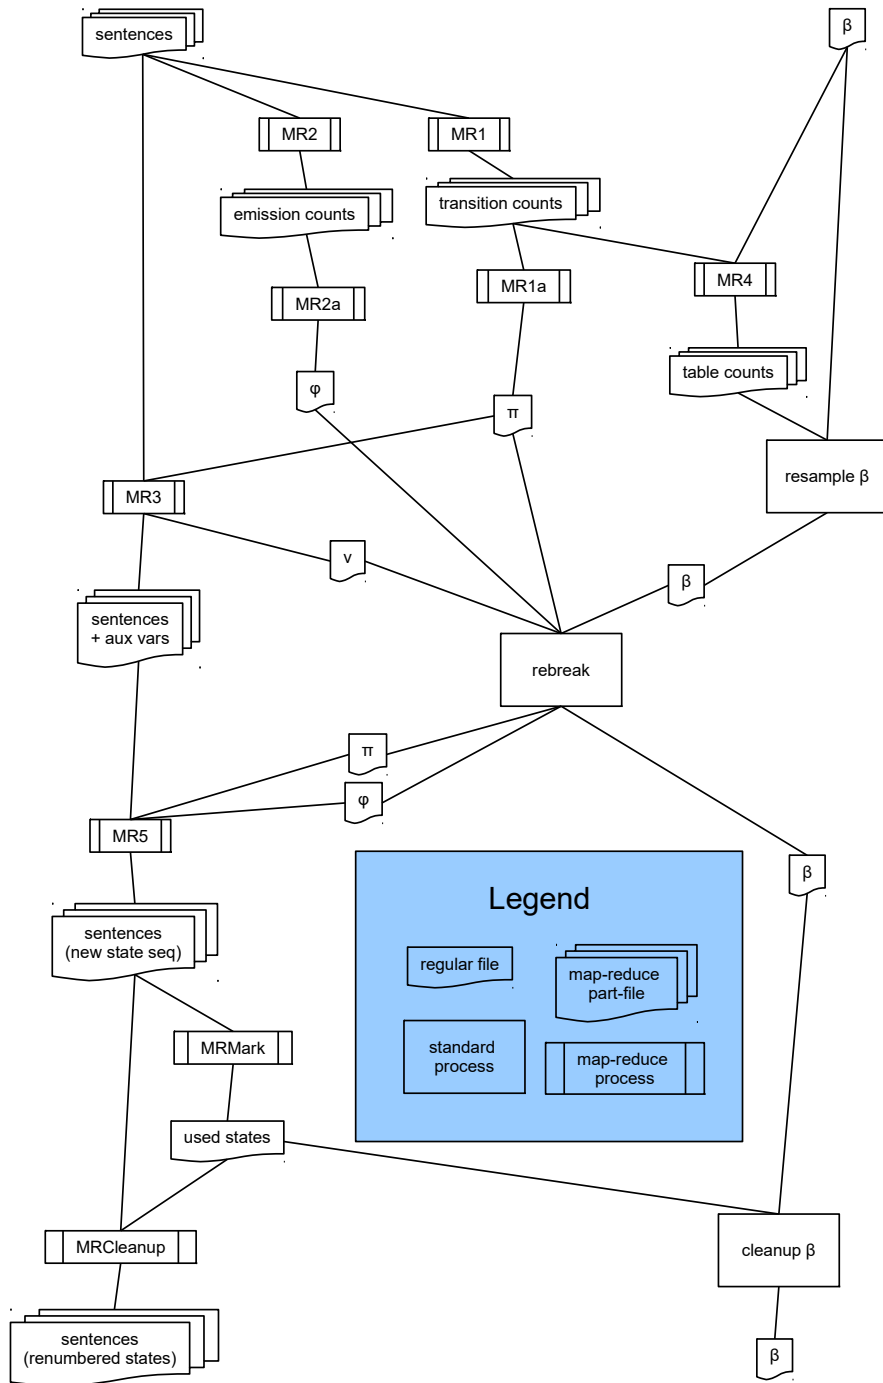 sentences
β
MR2
MR1
emission counts
transition counts
MR4
MR1a
MR2a
table counts
φ
π
resample β
MR3
ν
β
sentences
+ aux vars
rebreak
π
φ
MR5
β
Legend
sentences
(new state seq)
regular file
map-reduce
part-file
standard
process
map-reduce
process
MRMark
used states
MRCleanup
cleanup β
sentences
(renumbered states)
β